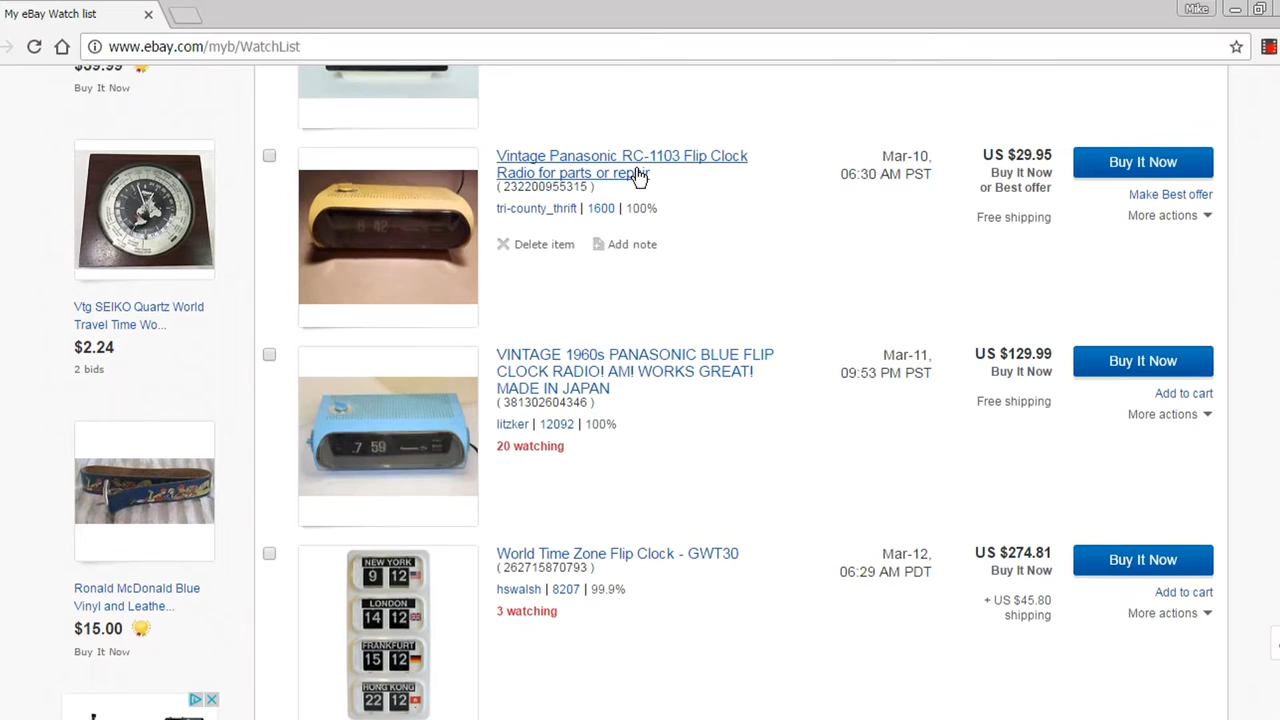 My eBay Watch list
Mike
www.ebay.com/myb/WatchList
$39.99
Buy It Now
Vtg SEIKO Quartz World
Travel Time Wo...
$2.24
2 bids
Ronald McDonald Blue
Vinyl and Leathe...
$15.00
Buy It Now
Vintage Panasonic RC-1103 Flip Clock
Radio for parts or repair
( 232200955315 )
tri-county_thrift | 1600 | 100%
Delete item Add note
Mar-10,
06:30 AM PST
US $29.95
Buy It Now
or Best offer
Free shipping
Buy It Now
Make Best offer
More actions
8 42
VINTAGE 1960s PANASONIC BLUE FLIP
CLOCK RADIO! AM! WORKS GREAT!
MADE IN JAPAN
( 381302604346 )
litzker | 12092 | 100%
20 watching
Mar-11,
09:53 PM PST
US $129.99
Buy It Now
Free shipping
Buy It Now
Add to cart
More actions
7 59
World Time Zone Flip Clock - GWT30
( 262715870793 )
hswalsh | 8207 | 99.9%
3 watching
Mar-12,
06:29 AM PDT
US $274.81
Buy It Now
+ US $45.80
shipping
Buy It Now
Add to cart
More actions
NEW YORK
9 12
LONDON
14 12
FRANKFURT
15 12
HONG KONG
22 12